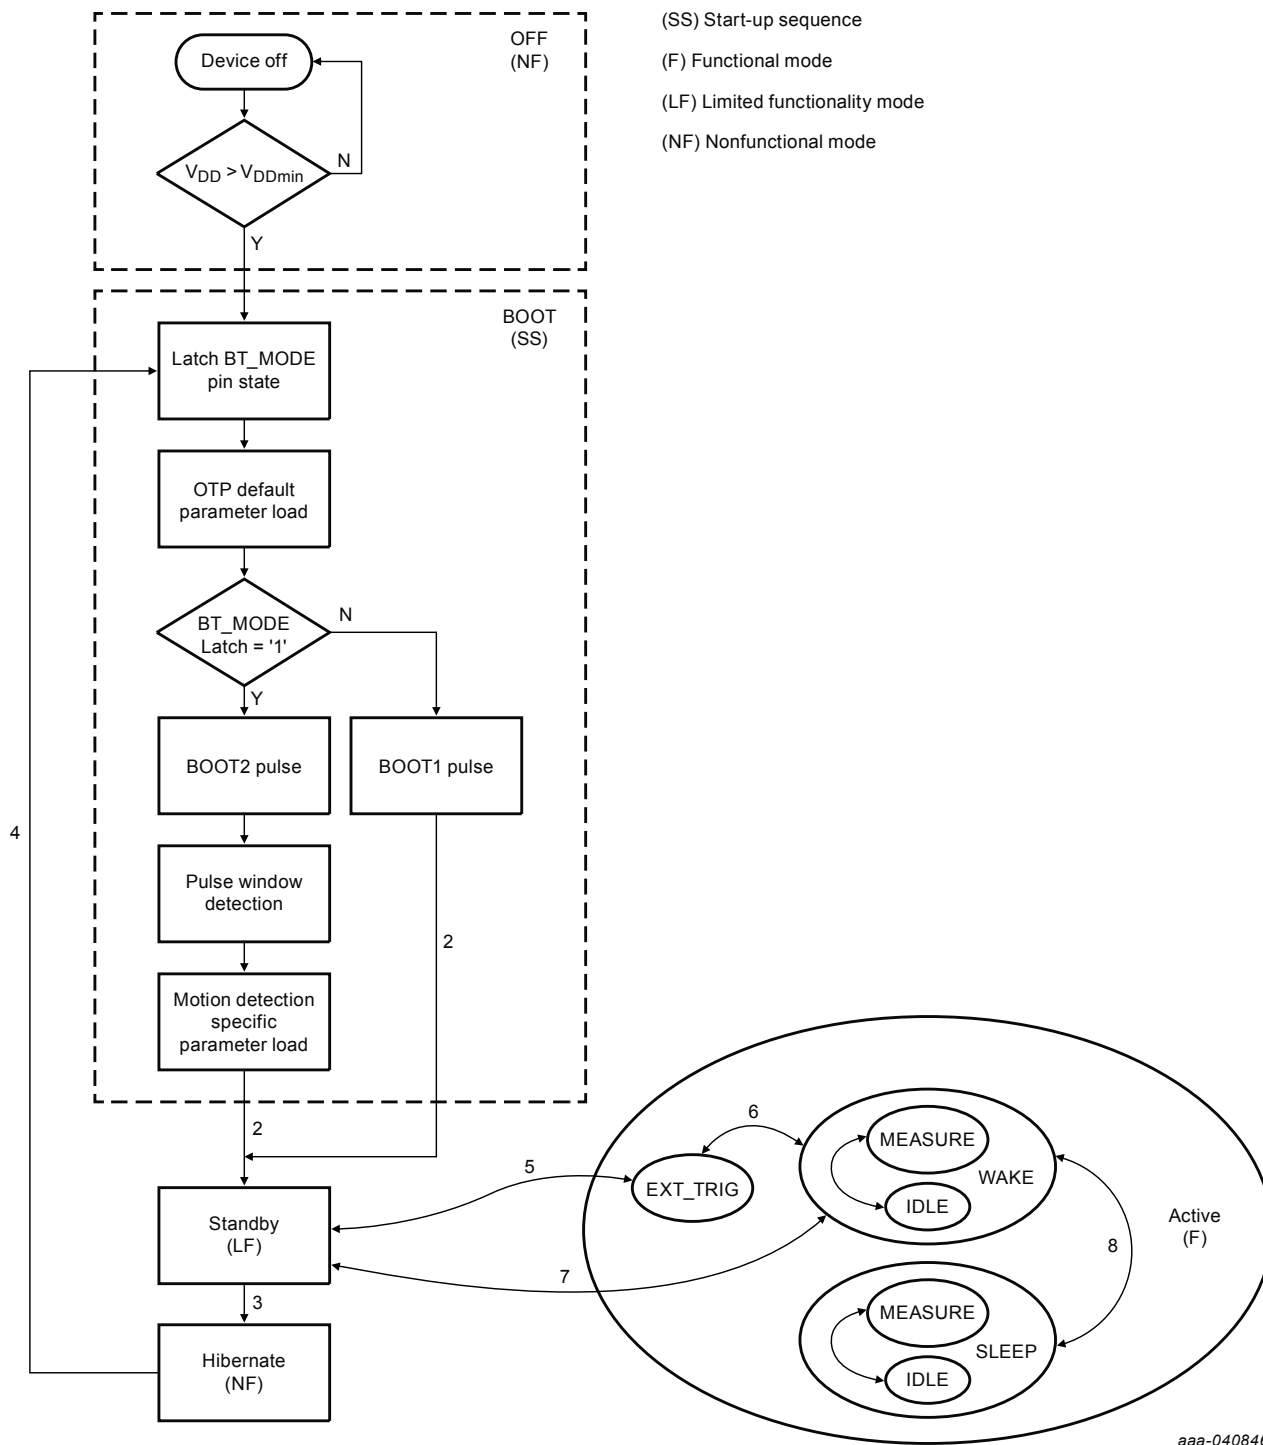 (SS) Start-up sequence
(F) Functional mode
(LF) Limited functionality mode
(NF) Nonfunctional mode
OFF
(NF)
Device off
VDD > VDDmin
N
Y
BOOT
(SS)
Latch BT_MODE
pin state
OTP default
parameter load
BT_MODE
Latch = '1'
N
Y
BOOT2 pulse
BOOT1 pulse
4
Pulse window
detection
2
Motion detection
specific
parameter load
2
Standby
(LF)
3
Hibernate
(NF)
5
6
7
8
EXT_TRIG
MEASURE
WAKE
IDLE
Active
(F)
MEASURE
SLEEP
IDLE
aaa-040846